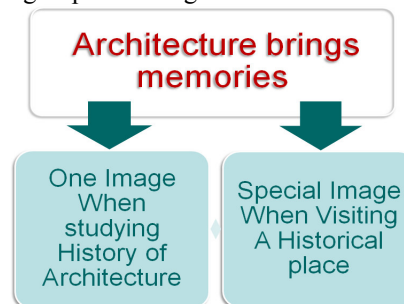 Architecture brings
memories
One Image
When
studying
History of
Architecture
Special Image
When Visiting
A Historical
place